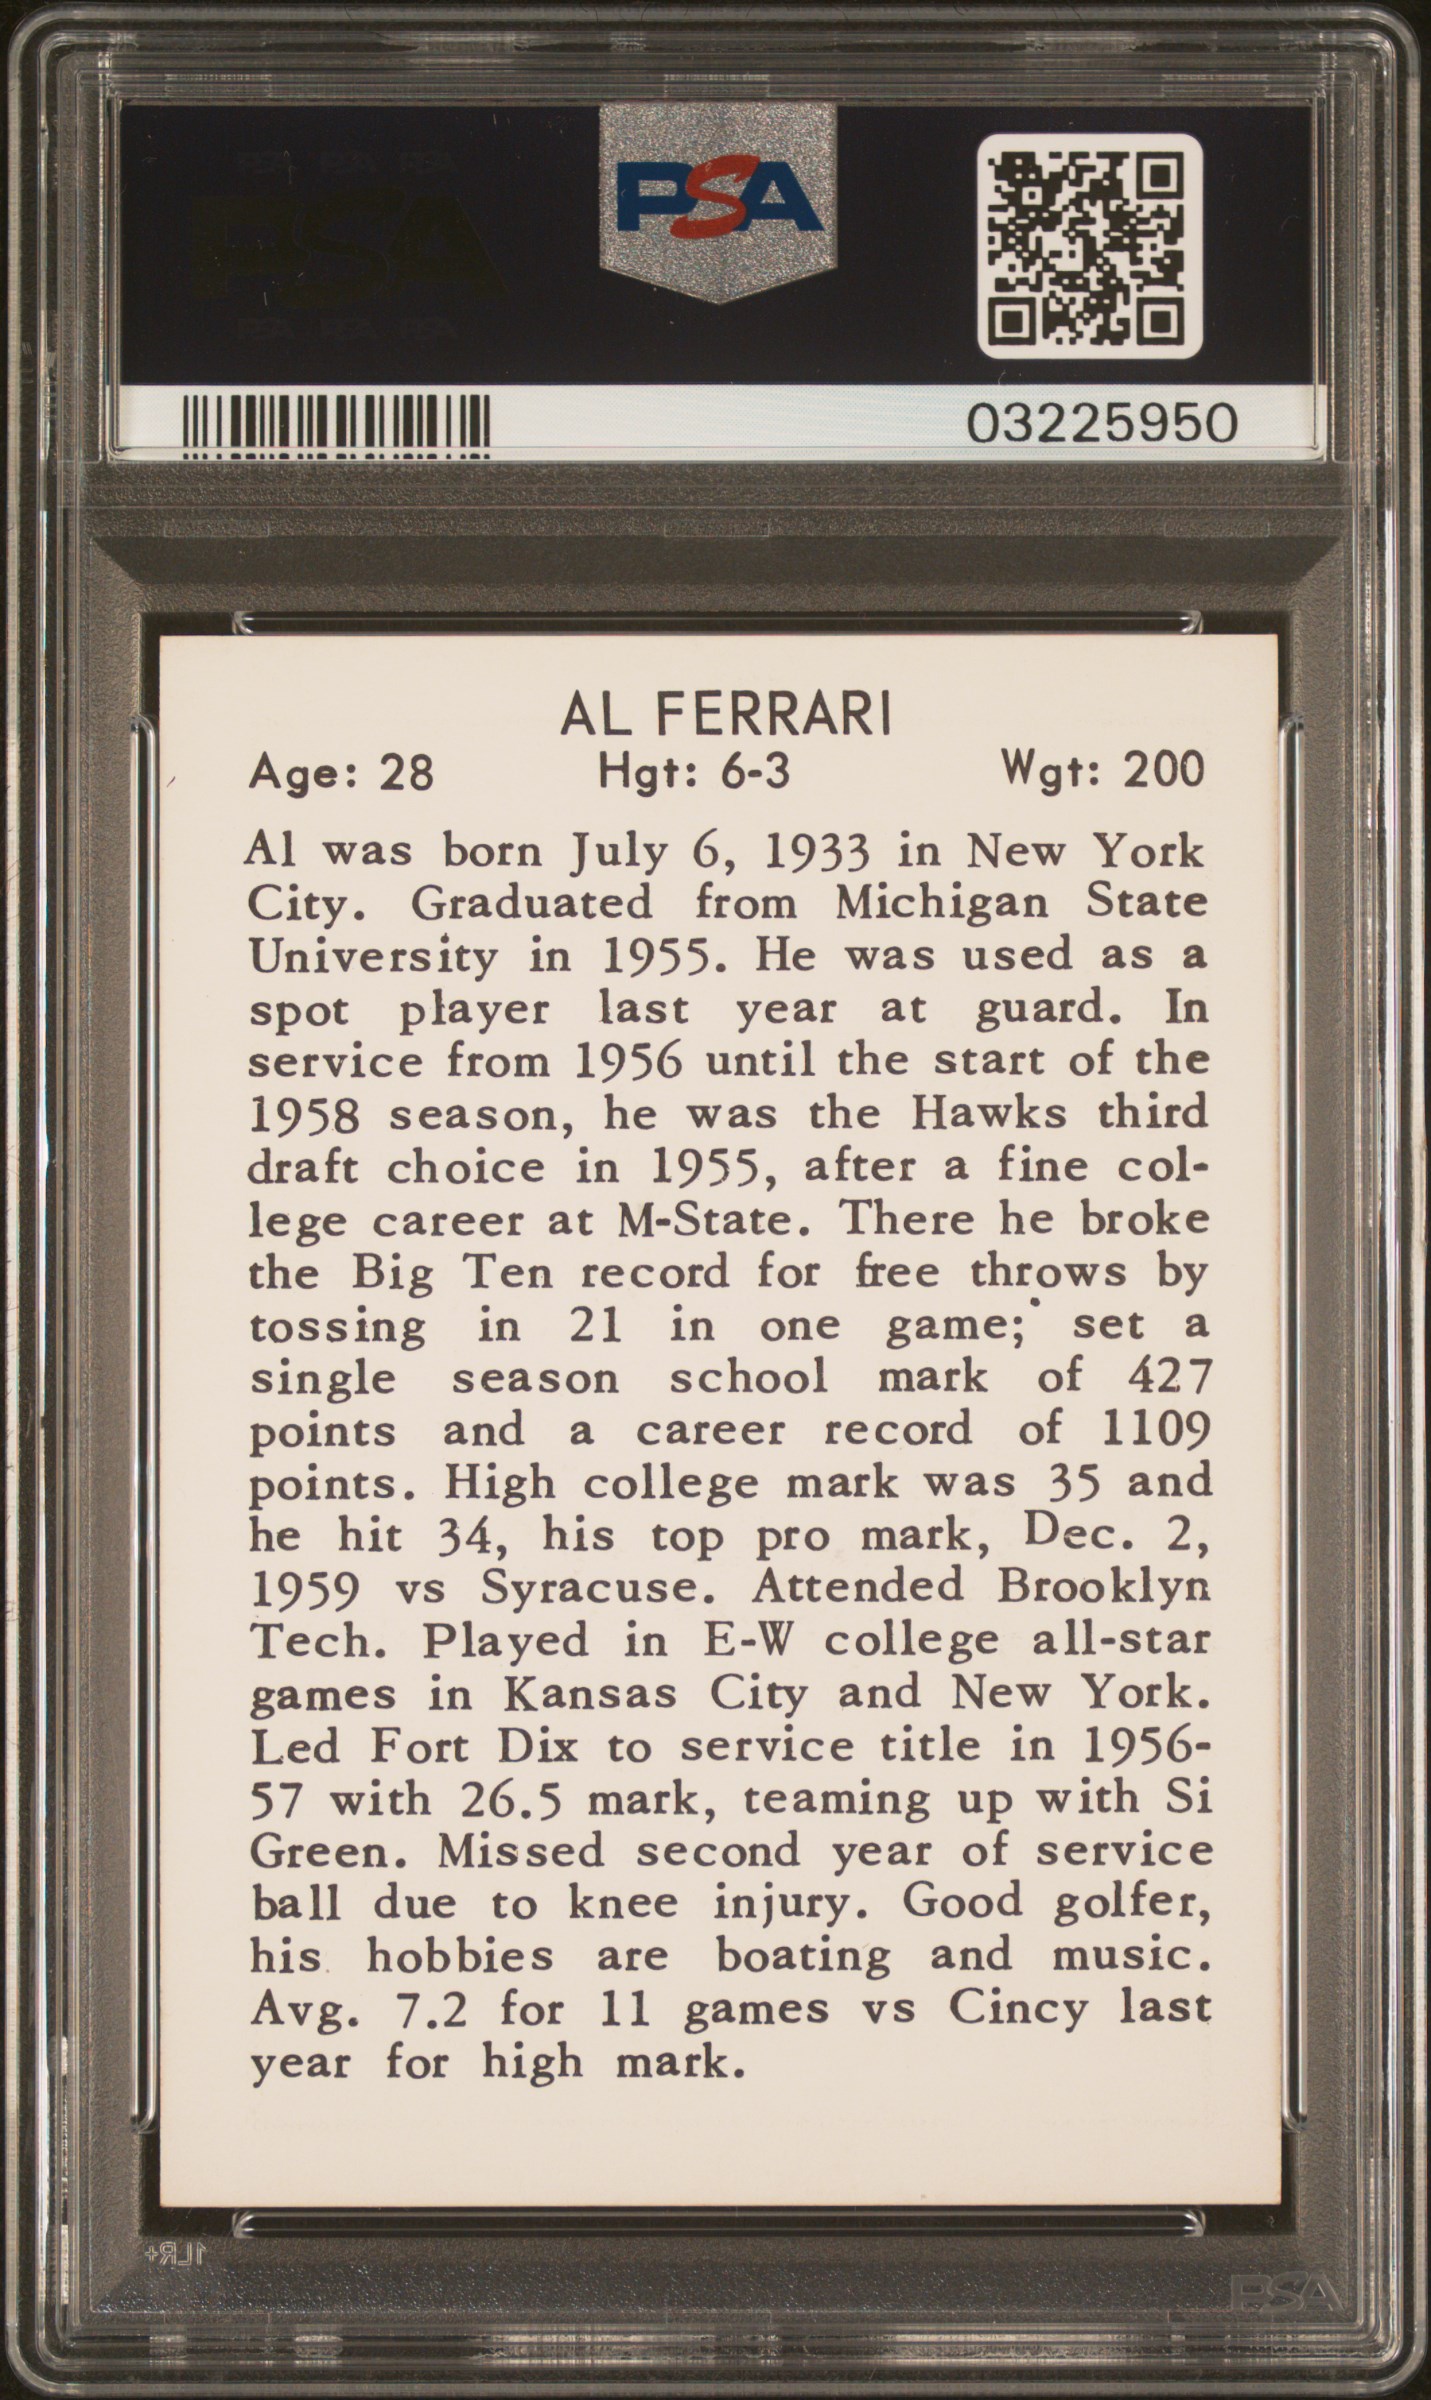 PSA
03225950
AL FERRARI
Age: 28 Hgt: 6-3 Wgt: 200
Al was born July 6, 1933 in New York
City. Graduated from Michigan State
University in 1955. He was used as a
spot player last year at guard. In
service from 1956 until the start of the
1958 season, he was the Hawks third
draft choice in 1955, after a fine col-
lege career at M-State. There he broke
the Big Ten record for free throws by
tossing in 21 in one game; set a
single season school mark of 427
points and a career record of 1109
points. High college mark was 35 and
he hit 34, his top pro mark, Dec. 2,
1959 vs Syracuse. Attended Brooklyn
Tech. Played in E-W college all-star
games in Kansas City and New York.
Led Fort Dix to service title in 1956-
57 with 26.5 mark, teaming up with Si
Green. Missed second year of service
ball due to knee injury. Good golfer,
his hobbies are boating and music.
Avg. 7.2 for 11 games vs Cincy last
year for high mark.
1LR+
PSA